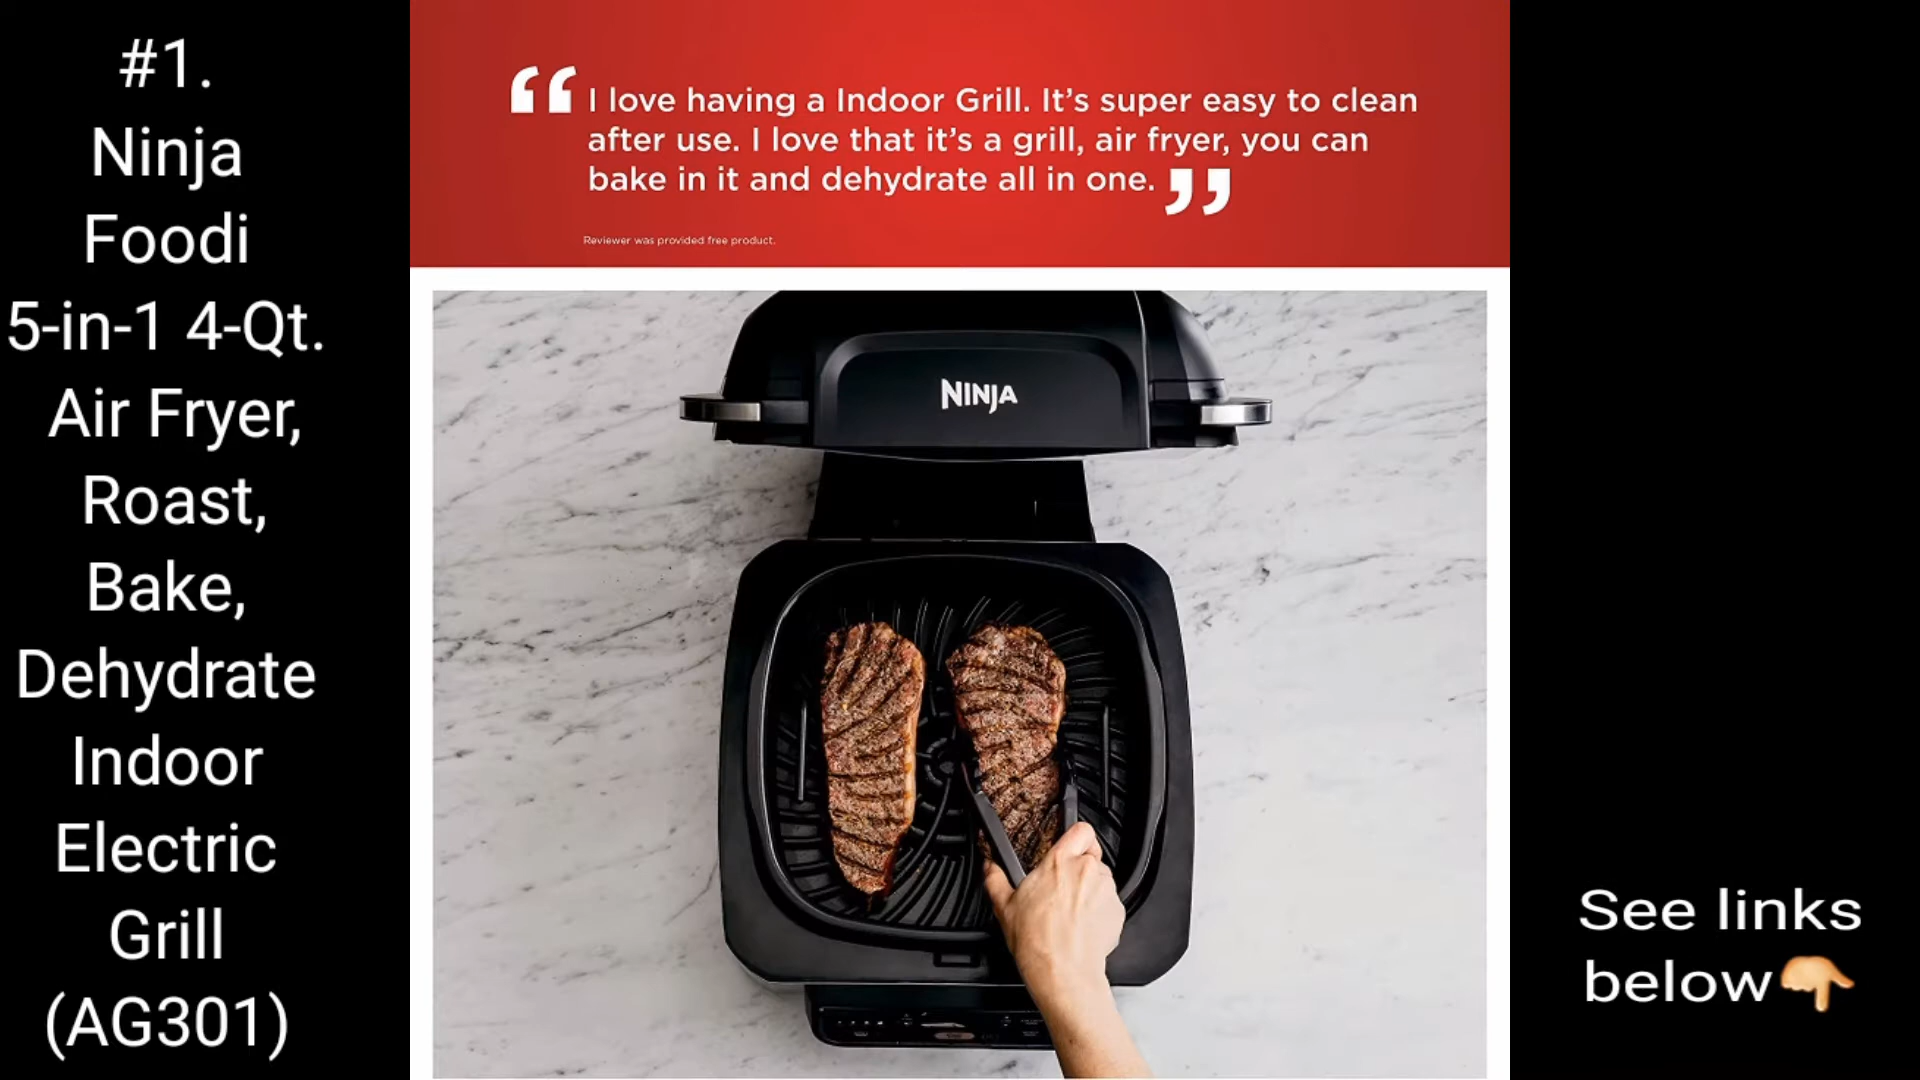 #1.
Ninja
Foodi
5-in-1 4-Qt.
Air Fryer,
Roast,
Bake,
Dehydrate
Indoor
Electric
Grill
(AG301)
“I love having a Indoor Grill. It’s super easy to clean
after use. I love that it’s a grill, air fryer, you can
bake in it and dehydrate all in one.”
Reviewer was provided free product.
NINJA
See links
below👇